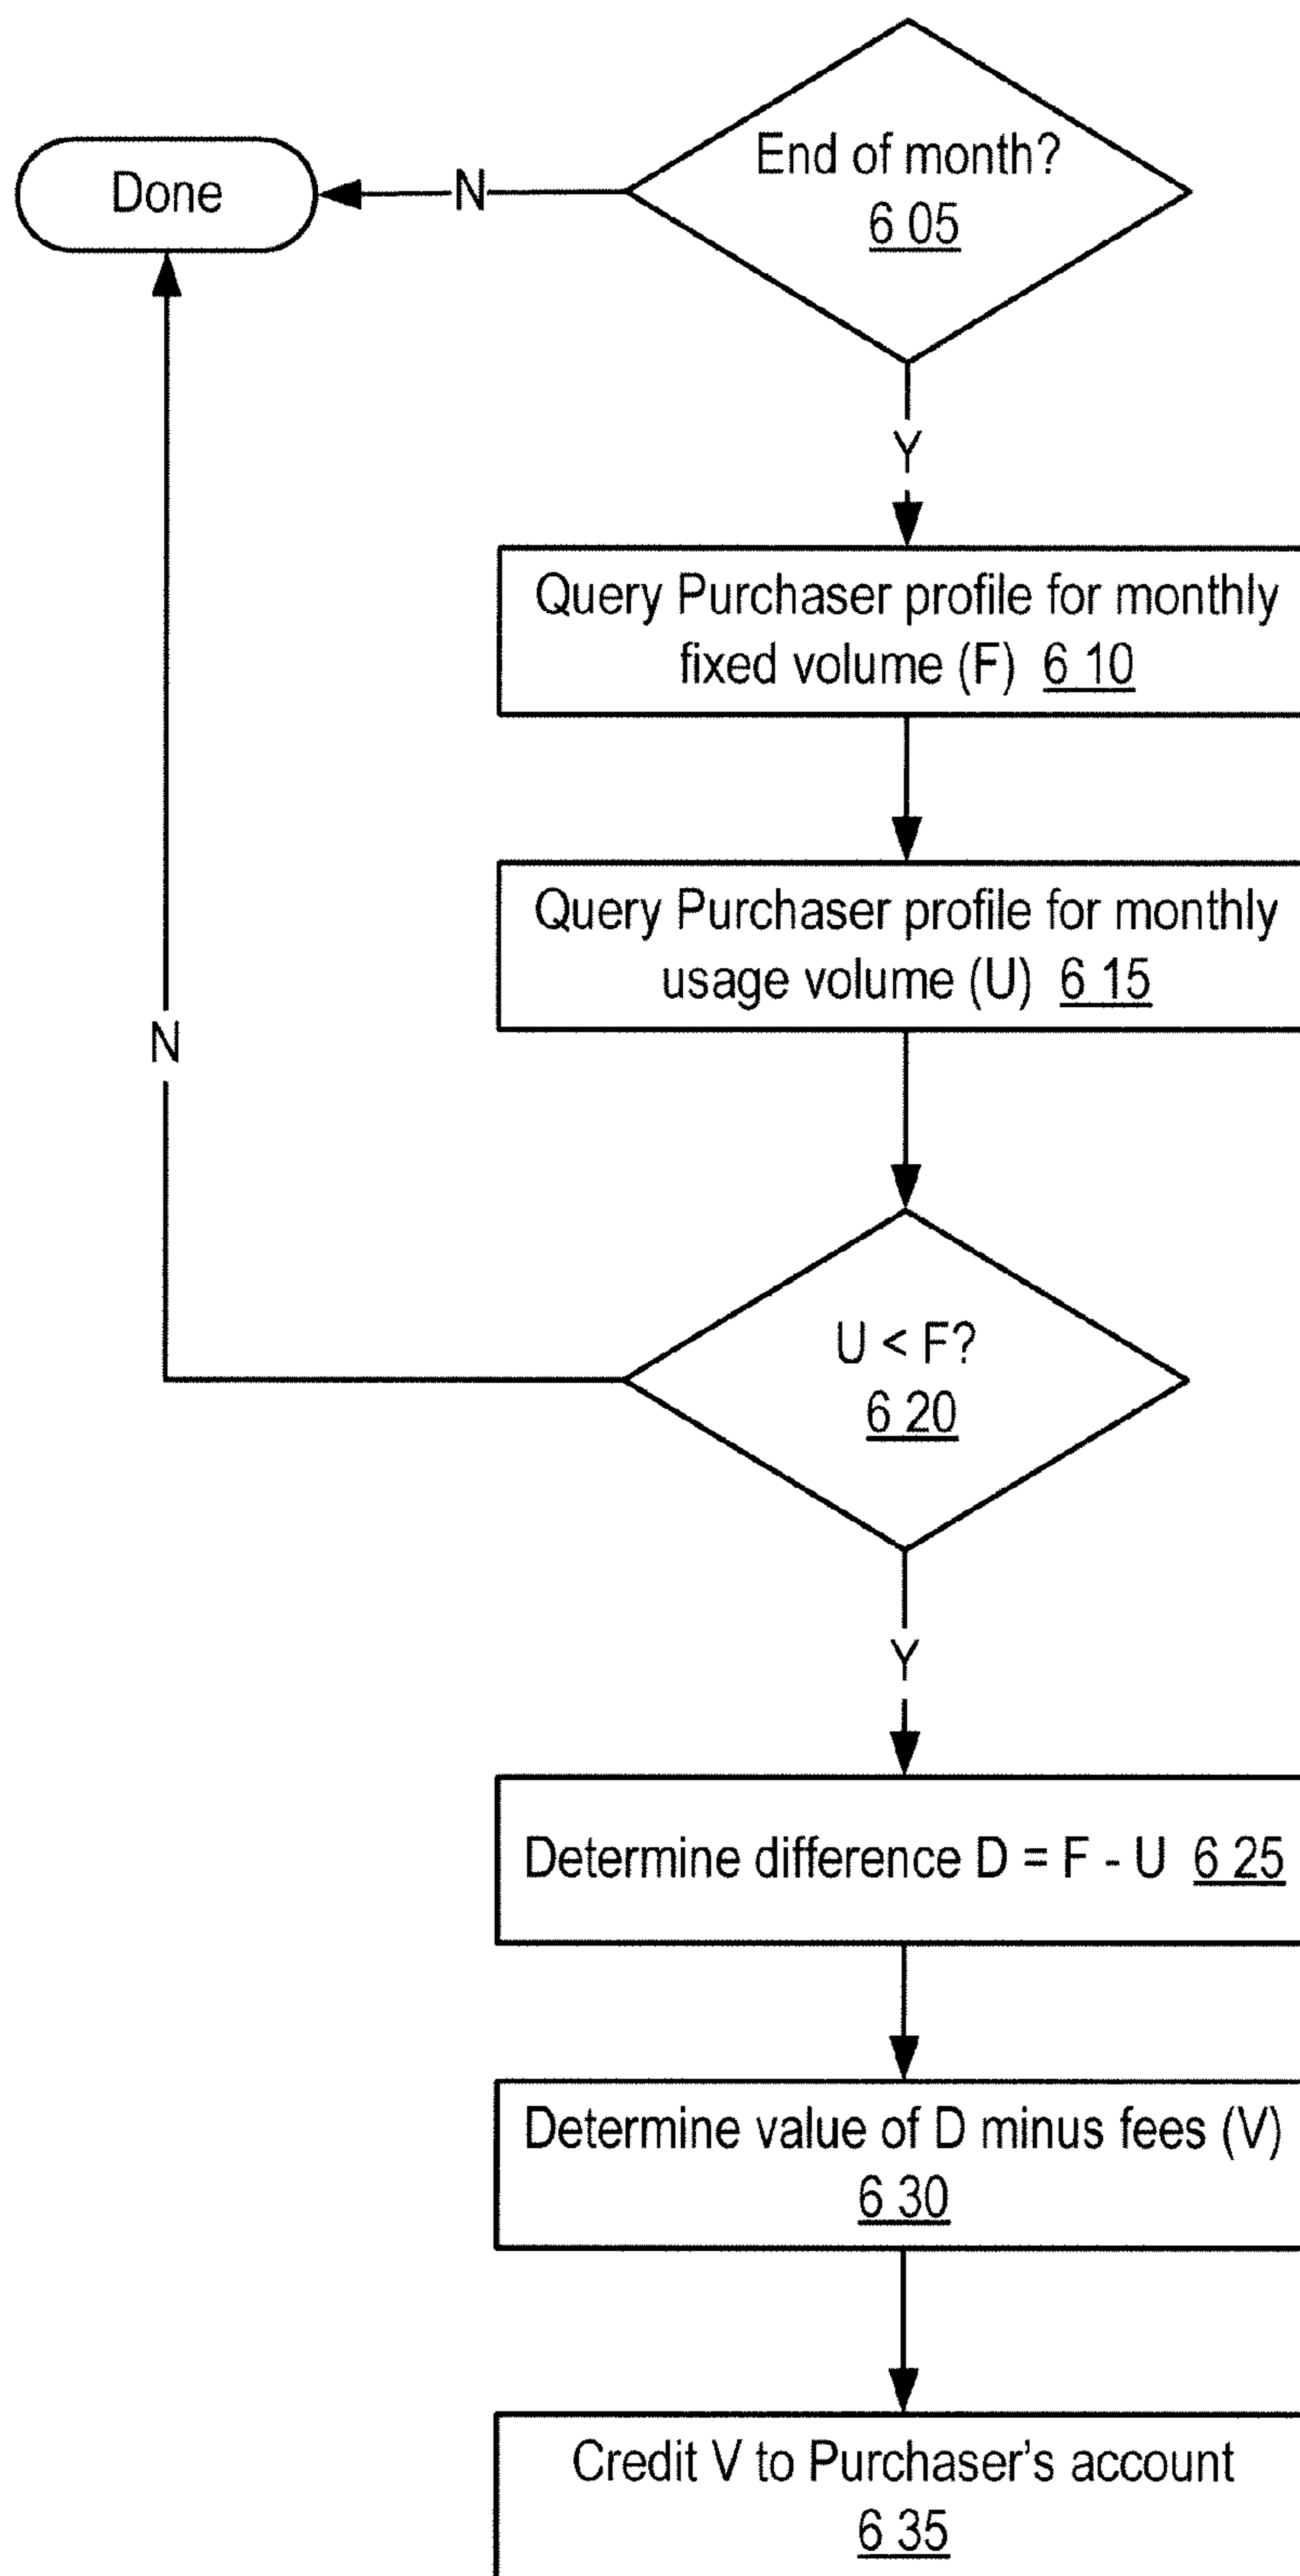 End of month?
6 05
Done
N
Y
Query Purchaser profile for monthly
fixed volume (F) 6 10
Query Purchaser profile for monthly
usage volume (U) 6 15
N
U < F?
6 20
Y
Determine difference D = F - U 6 25
Determine value of D minus fees (V)
6 30
Credit V to Purchaser's account
6 35